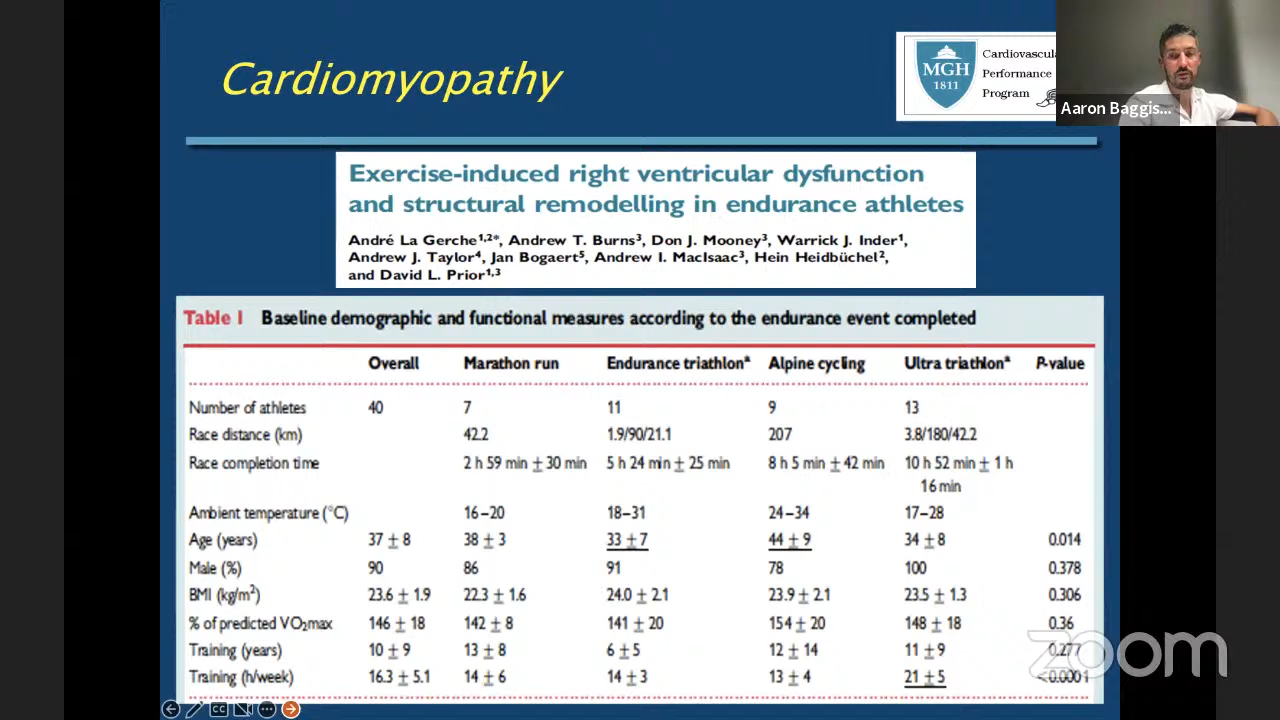 Cardiomyopathy
MGH
1811
Cardiovascula
Performance
Program
Aaron Baggis...
Exercise-induced right ventricular dysfunction
and structural remodelling in endurance athletes
André La Gerche1,2*, Andrew T. Burns3, Don J. Mooney3, Warrick J. Inder1,
Andrew J. Taylor4, Jan Bogaert5, Andrew I. MacIsaac3, Hein Heidbüchel2,
and David L. Prior1,3
Table 1 Baseline demographic and functional measures according to the endurance event completed
Overall Marathon run Endurance triathlonª Alpine cycling Ultra triathlonª P-value
Number of athletes 40 7 11 9 13
Race distance (km) 42.2 1.9/90/21.1 207 3.8/180/42.2
Race completion time 2 h 59 min ± 30 min 5 h 24 min ± 25 min 8 h 5 min ± 42 min 10 h 52 min ± 1 h
16 min
Ambient temperature (°C) 16–20 18–31 24–34 17–28
Age (years) 37 ± 8 38 ± 3 33 ± 7 44 ± 9 34 ± 8 0.014
Male (%) 90 86 91 78 100 0.378
BMI (kg/m²) 23.6 ± 1.9 22.3 ± 1.6 24.0 ± 2.1 23.9 ± 2.1 23.5 ± 1.3 0.306
% of predicted VO₂max 146 ± 18 142 ± 8 141 ± 20 154 ± 20 148 ± 18 0.36
Training (years) 10 ± 9 13 ± 8 6 ± 5 12 ± 14 11 ± 9 0.277
Training (h/week) 16.3 ± 5.1 14 ± 6 14 ± 3 13 ± 4 21 ± 5 <0.0001
zoom
CC